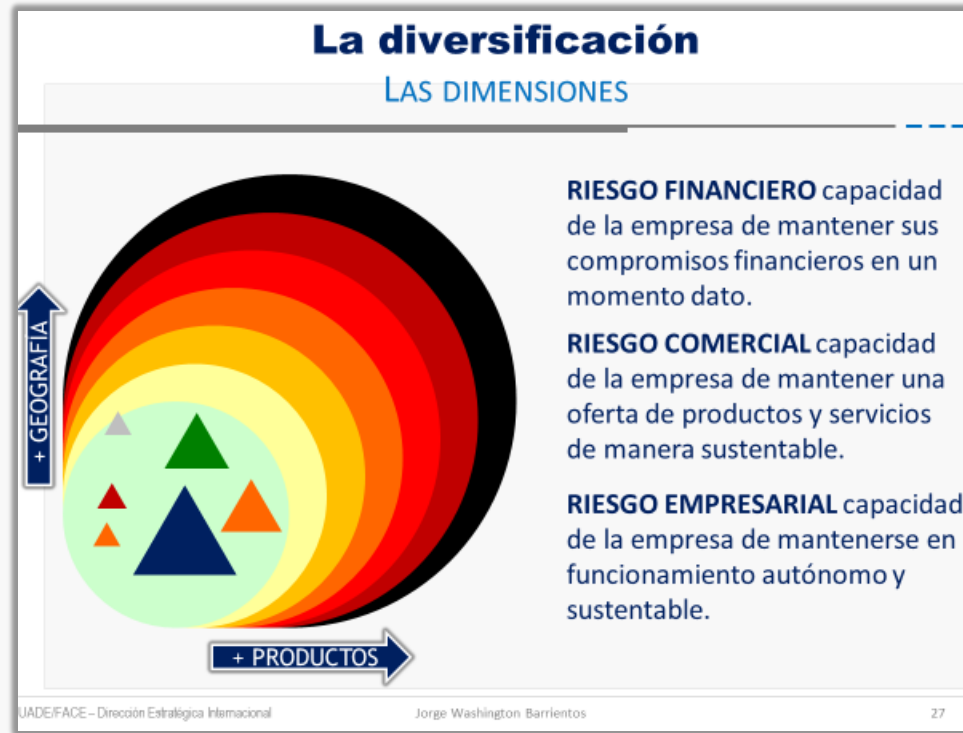 La diversificación
LAS DIMENSIONES
+ GEOGRAFIA
+ PRODUCTOS
RIESGO FINANCIERO capacidad
de la empresa de mantener sus
compromisos financieros en un
momento dato.
RIESGO COMERCIAL capacidad
de la empresa de mantener una
oferta de productos y servicios
de manera sustentable.
RIESGO EMPRESARIAL capacidad
de la empresa de mantenerse en
funcionamiento autónomo y
sustentable.
UADE/FACE – Dirección Estratégica Internacional
Jorge Washington Barrientos
27